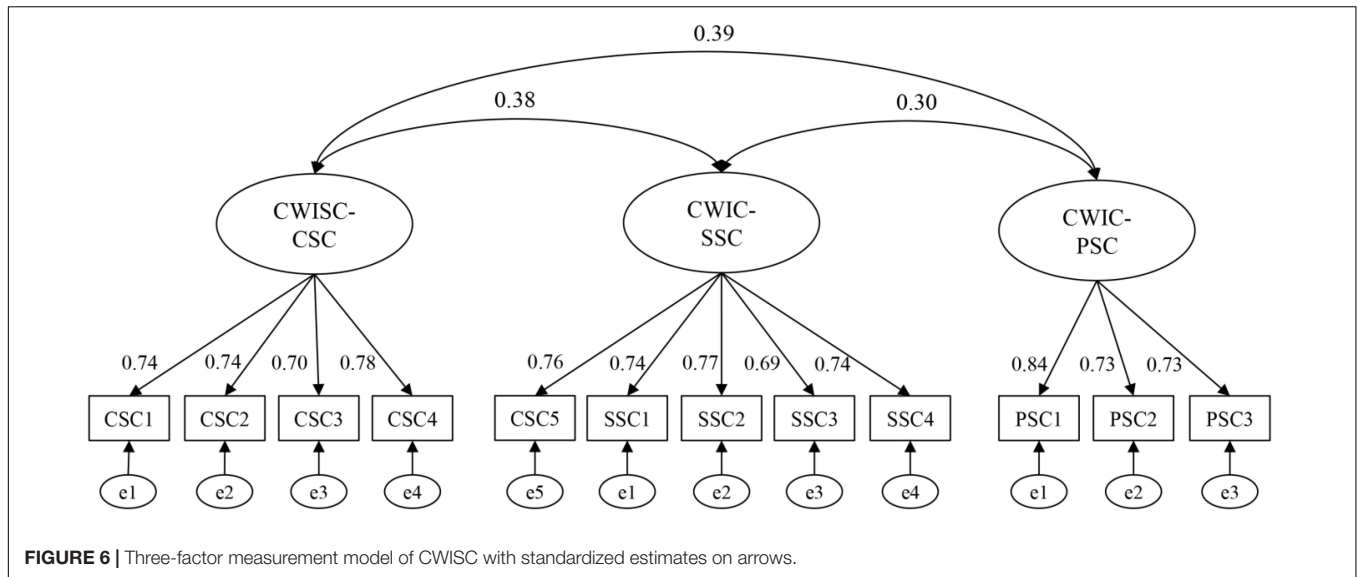 0.39
0.38 0.30
CWISC-
CSC
CWIC-
SSC
CWIC-
PSC
0.74 0.74 0.70 0.78 0.76 0.74 0.77 0.69 0.74 0.84 0.73 0.73
CSC1 CSC2 CSC3 CSC4 CSC5 SSC1 SSC2 SSC3 SSC4 PSC1 PSC2 PSC3
e1 e2 e3 e4 e5 e1 e2 e3 e4 e1 e2 e3
FIGURE 6 | Three-factor measurement model of CWISC with standardized estimates on arrows.